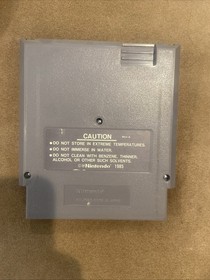 CAUTION
•DO NOT STORE IN EXTREME TEMPERATURES.
•DO NOT IMMERSE IN WATER.
•DO NOT CLEAN WITH BENZENE, THINNER,
ALCOHOL OR OTHER SUCH SOLVENTS.
©Nintendo 1985